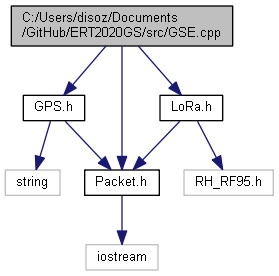 C:/Users/disoz/Documents
/GitHub/ERT2020GS/src/GSE.cpp
GPS.h
LoRa.h
string
Packet.h
RH_RF95.h
iostream